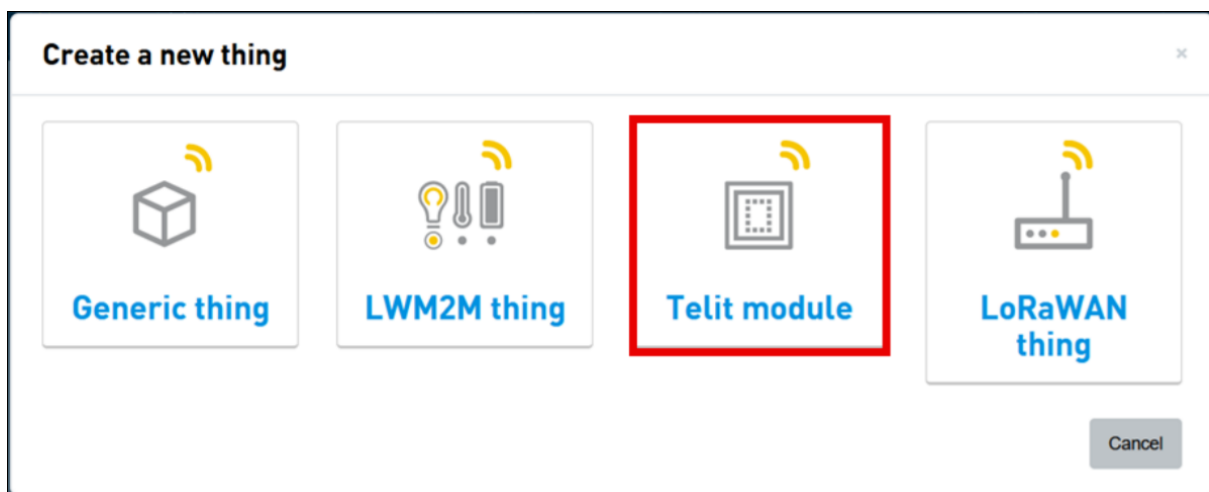 Create a new thing
×
Generic thing
LWM2M thing
Telit module
LoRaWAN
thing
Cancel